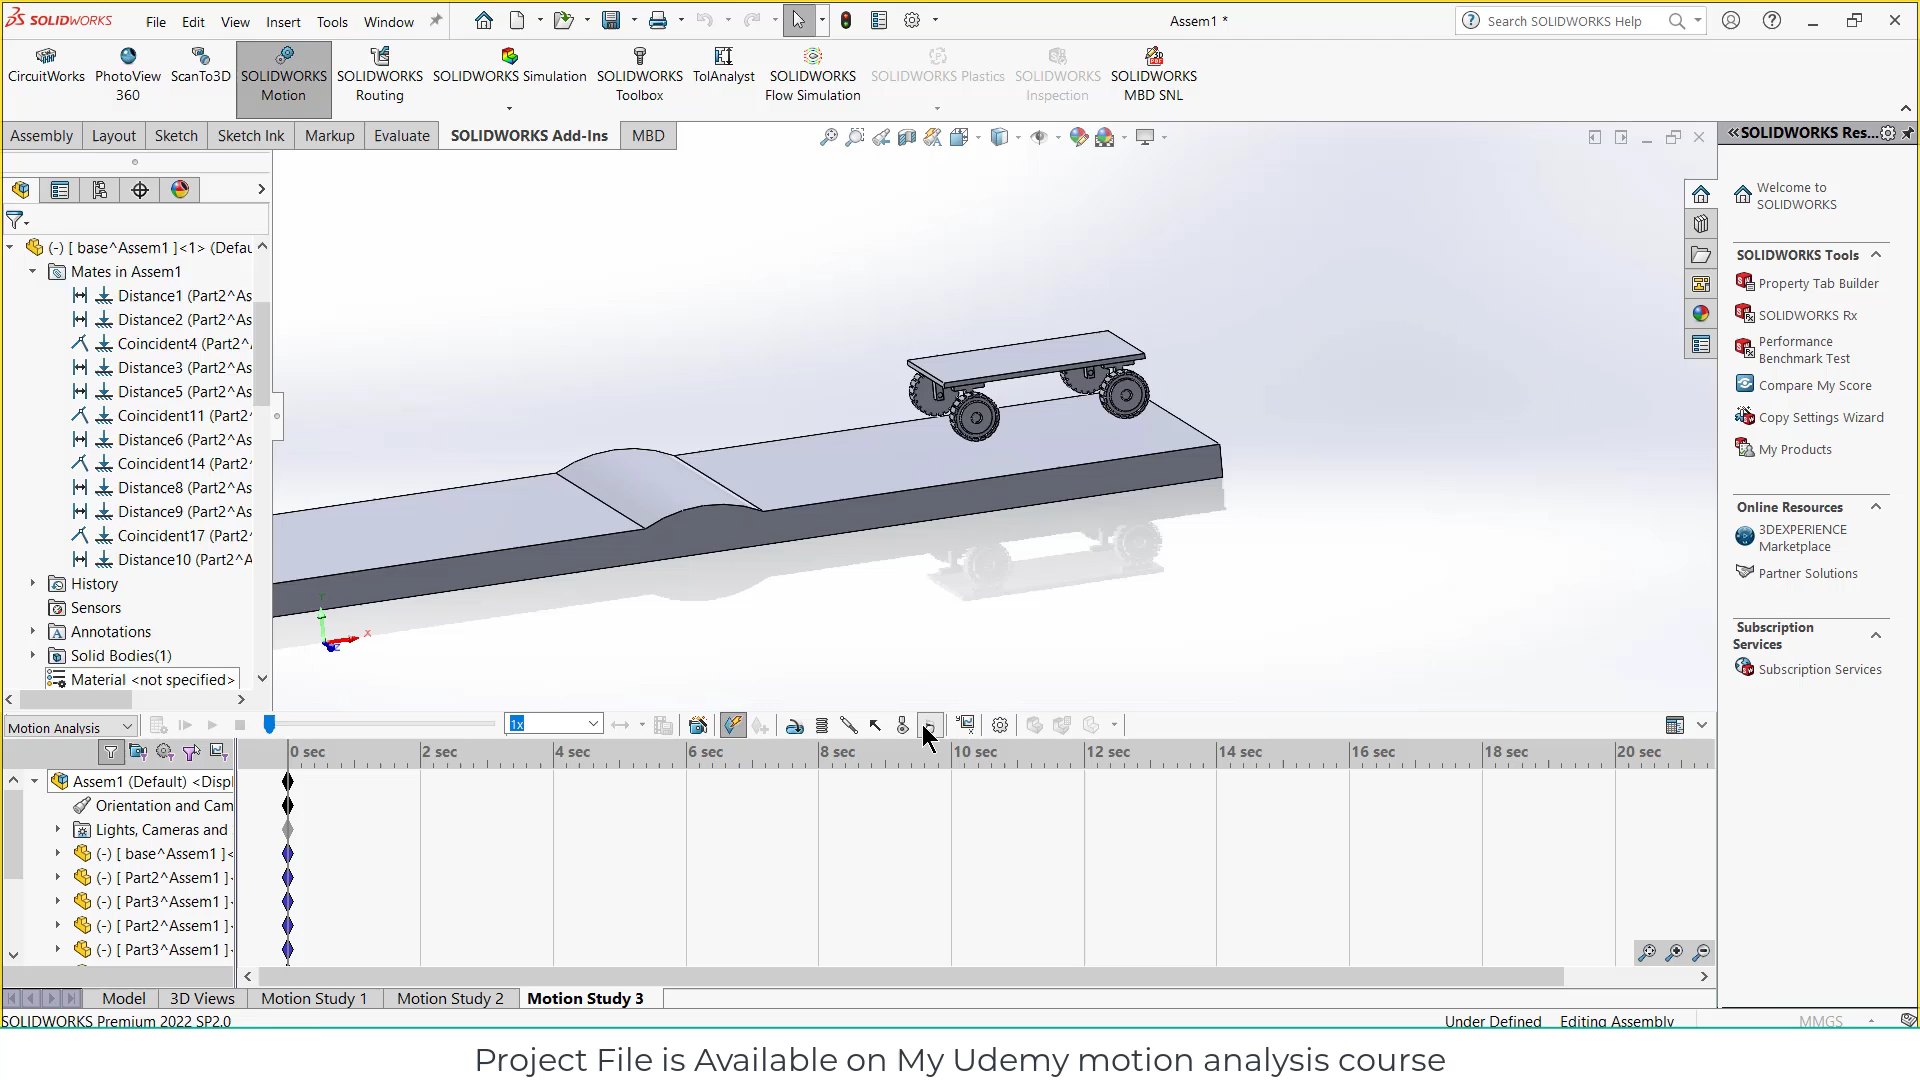 SOLIDWORKS
File
Edit
View
Insert
Tools
Window
Assem1 *
Search SOLIDWORKS Help
CircuitWorks
PhotoView
360
ScanTo3D
SOLIDWORKS
Motion
SOLIDWORKS
Routing
SOLIDWORKS Simulation
SOLIDWORKS
Toolbox
TolAnalyst
SOLIDWORKS
Flow Simulation
SOLIDWORKS Plastics
SOLIDWORKS
Inspection
SOLIDWORKS
MBD SNL
Assembly
Layout
Sketch
Sketch Ink
Markup
Evaluate
SOLIDWORKS Add-Ins
MBD
SOLIDWORKS Res...
(-) [ base^Assem1 ]<1> (Defau
Mates in Assem1
Distance1 (Part2^As
Distance2 (Part2^As
Coincident4 (Part2^
Distance3 (Part2^As
Distance5 (Part2^As
Coincident11 (Part2^
Distance6 (Part2^As
Coincident14 (Part2^
Distance8 (Part2^As
Distance9 (Part2^As
Coincident17 (Part2^
Distance10 (Part2^A
History
Sensors
Annotations
Solid Bodies(1)
Material <not specified>
Y
X
Z
Welcome to
SOLIDWORKS
SOLIDWORKS Tools
Property Tab Builder
SOLIDWORKS Rx
Performance
Benchmark Test
Compare My Score
Copy Settings Wizard
My Products
Online Resources
3DEXPERIENCE
Marketplace
Partner Solutions
Subscription
Services
Subscription Services
Motion Analysis
1x
0 sec
2 sec
4 sec
6 sec
8 sec
10 sec
12 sec
14 sec
16 sec
18 sec
20 sec
Assem1 (Default) <Displ
Orientation and Cam
Lights, Cameras and
(-) [ base^Assem1 ]<
(-) [ Part2^Assem1 ]
(-) [ Part3^Assem1 ]
(-) [ Part2^Assem1 ]
(-) [ Part3^Assem1 ]
Model
3D Views
Motion Study 1
Motion Study 2
Motion Study 3
SOLIDWORKS Premium 2022 SP2.0
Under Defined
Editing Assembly
MMGS
Project File is Available on My Udemy motion analysis course